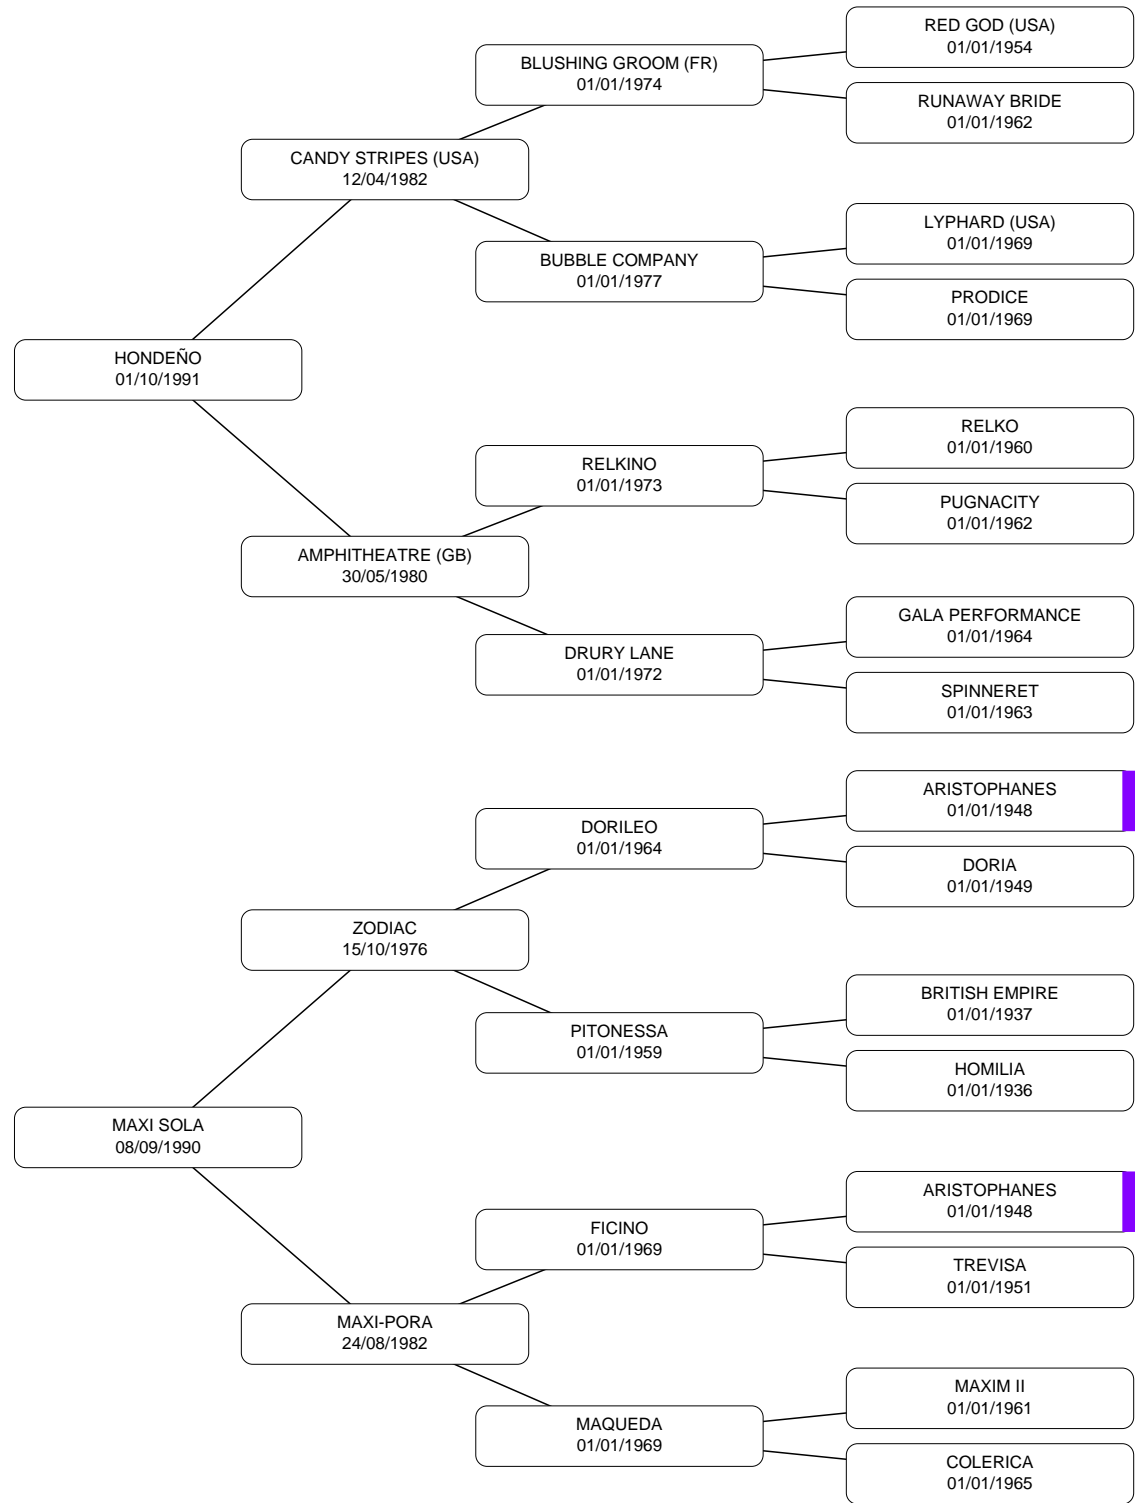 RED GOD (USA)
01/01/1954
BLUSHING GROOM (FR)
01/01/1974
RUNAWAY BRIDE
01/01/1962
CANDY STRIPES (USA)
12/04/1982
LYPHARD (USA)
01/01/1969
BUBBLE COMPANY
01/01/1977
PRODICE
01/01/1969
HONDEÑO
01/10/1991
RELKO
01/01/1960
RELKINO
01/01/1973
PUGNACITY
01/01/1962
AMPHITHEATRE (GB)
30/05/1980
GALA PERFORMANCE
01/01/1964
DRURY LANE
01/01/1972
SPINNERET
01/01/1963
ARISTOPHANES
01/01/1948
DORILEO
01/01/1964
DORIA
01/01/1949
ZODIAC
15/10/1976
BRITISH EMPIRE
01/01/1937
PITONESSA
01/01/1959
HOMILIA
01/01/1936
MAXI SOLA
08/09/1990
ARISTOPHANES
01/01/1948
FICINO
01/01/1969
TREVISA
01/01/1951
MAXI-PORA
24/08/1982
MAXIM II
01/01/1961
MAQUEDA
01/01/1969
COLERICA
01/01/1965